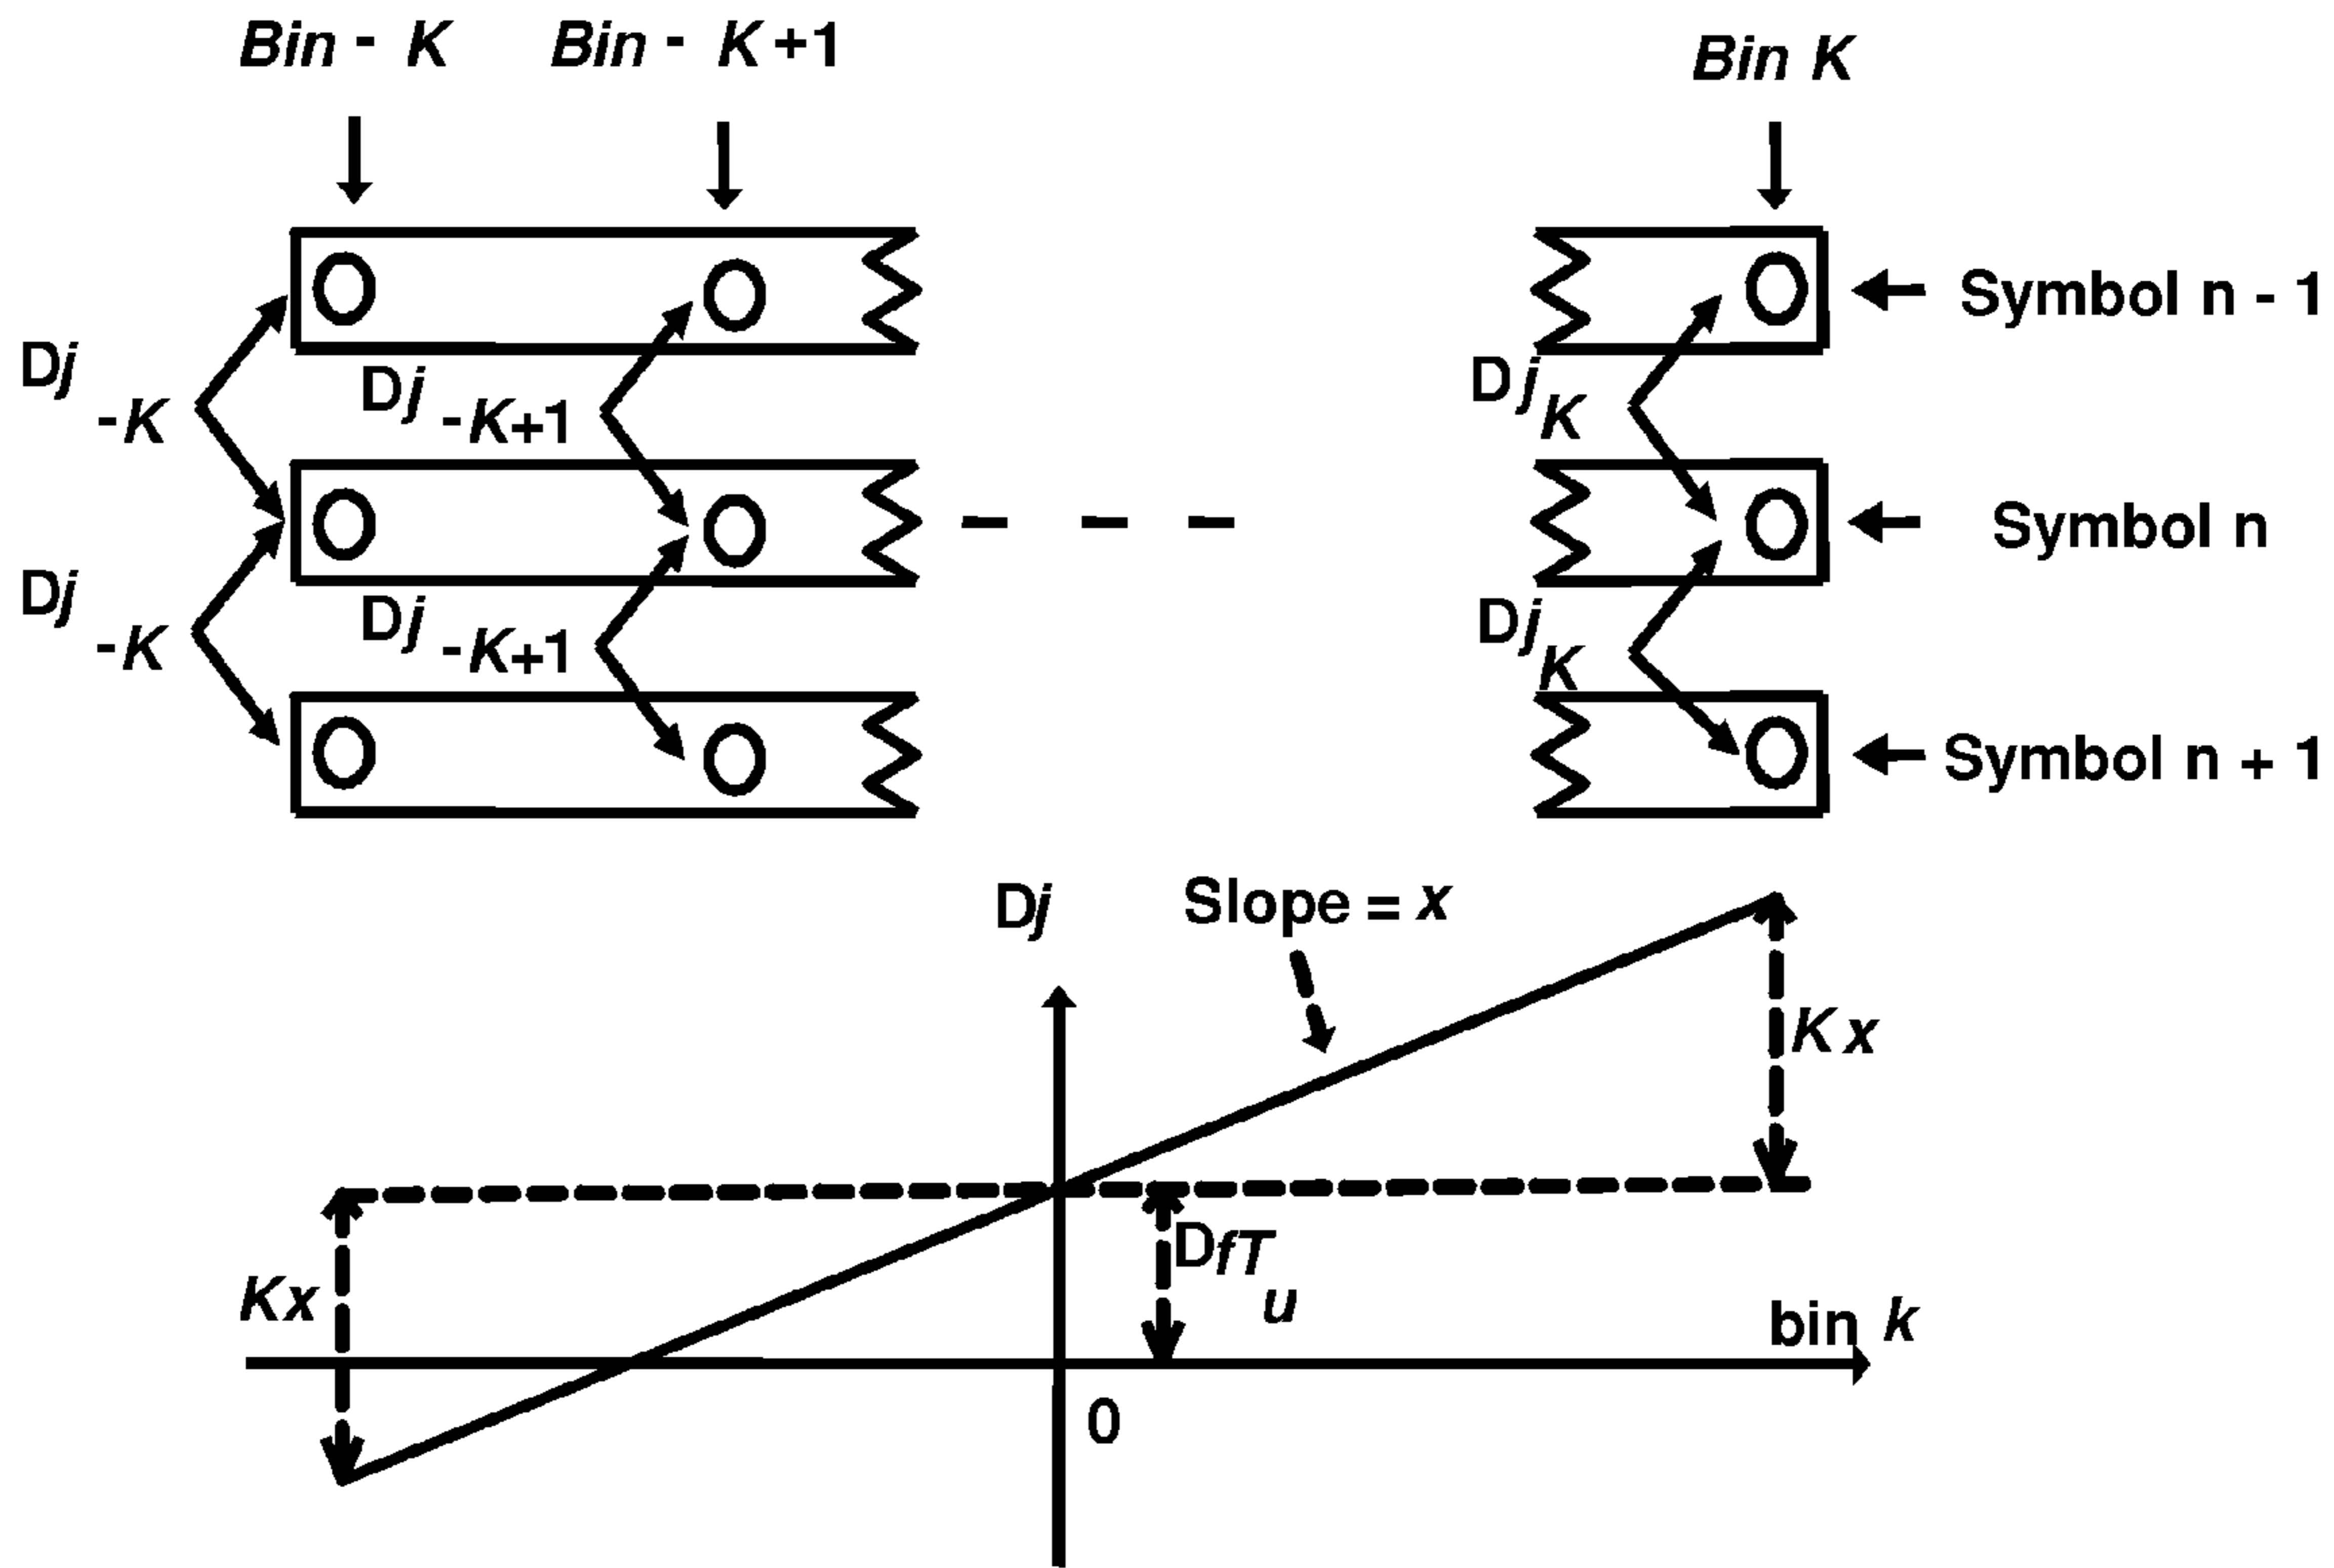 Bin - K
Bin - K +1
Bin K
Symbol n - 1
Dj -K
Dj -K+1
Dj K
Symbol n
Dj -K
Dj -K+1
Dj K
Symbol n + 1
Dj
Slope = x
Kx
DfT u
Kx
bin k
0